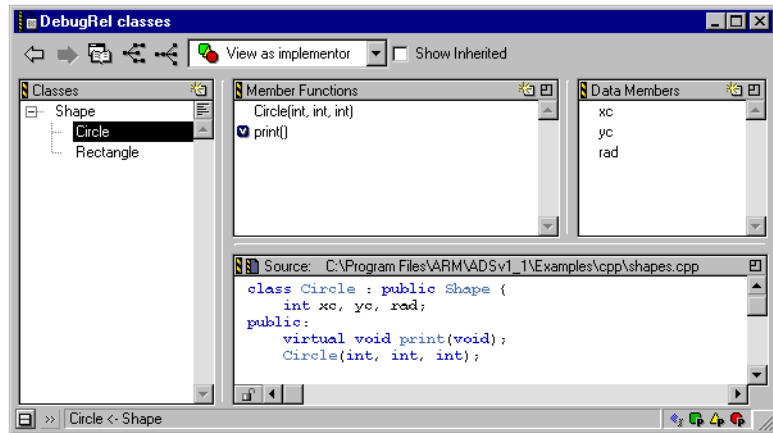 DebugRel classes
View as implementor
Show Inherited
Classes
Shape
Circle
Rectangle
Member Functions
Circle(int, int, int)
print()
Data Members
xc
yc
rad
Source: C:\Program Files\ARM\ADSv1_1\Examples\cpp\shapes.cpp
class Circle : public Shape {
int xc, yc, rad;
public:
virtual void print(void);
Circle(int, int, int);
Circle <- Shape